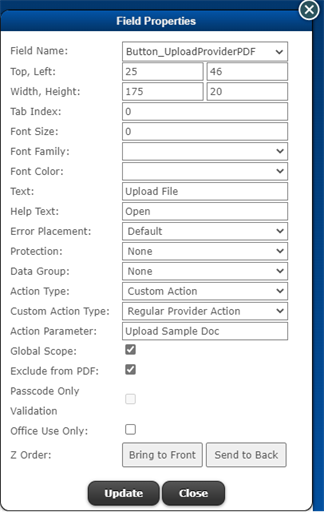 Field Properties
Field Name: Button_UploadProviderPDF
Top, Left: 25 46
Width, Height: 175 20
Tab Index: 0
Font Size: 0
Font Family:
Font Color:
Text: Upload File
Help Text: Open
Error Placement: Default
Protection: None
Data Group: None
Action Type: Custom Action
Custom Action Type: Regular Provider Action
Action Parameter: Upload Sample Doc
Global Scope:
Exclude from PDF:
Passcode Only
Validation
Office Use Only:
Z Order: Bring to Front Send to Back
Update Close